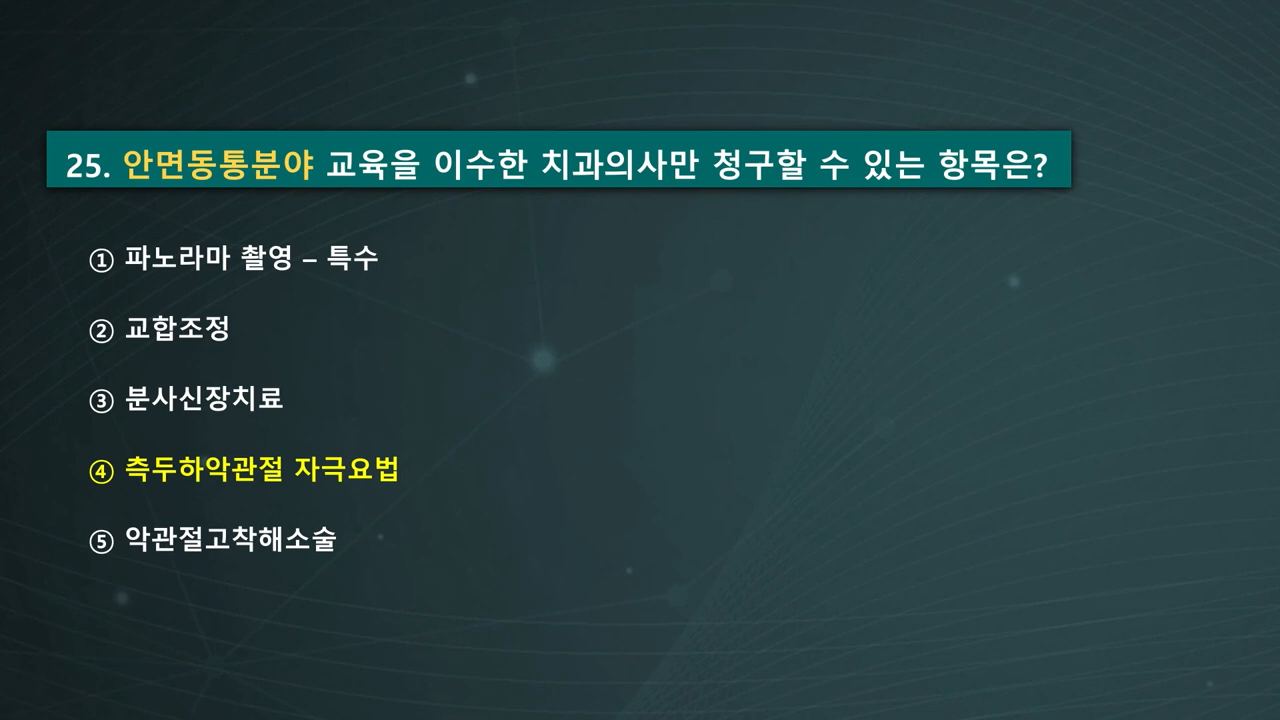 25. 안면동통분야 교육을 이수한 치과의사만 청구할 수 있는 항목은?
① 파노라마 촬영 – 특수
② 교합조정
③ 분사신장치료
④ 측두하악관절 자극요법
⑤ 악관절고착해소술